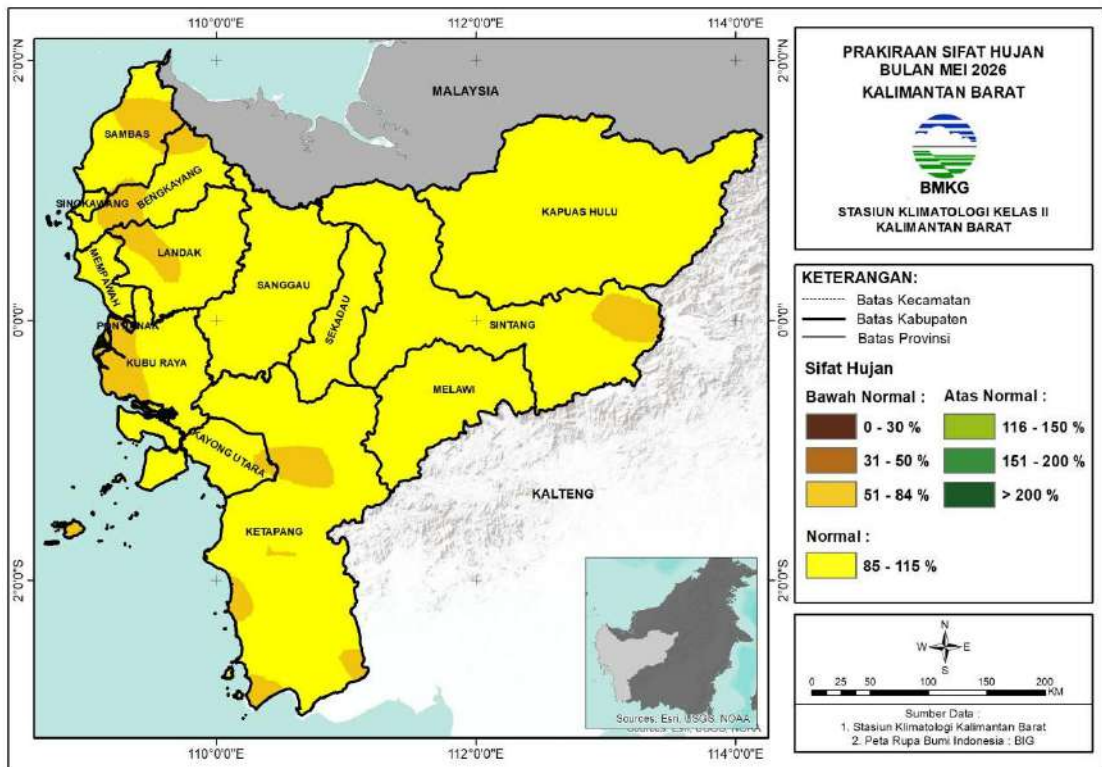 110°0'0"E
112°0'0"E
114°0'0"E
2°0'0"N
2°0'0"N
0°0'0"
0°0'0"
2°0'0"S
2°0'0"S
110°0'0"E
112°0'0"E
114°0'0"E
MALAYSIA
SAMBAS
BENGKAYANG
SINGKAWANG
KAPUAS HULU
LANDAK
MEMPAWAH
SANGGAU
SEKADAU
SINTANG
PONTIANAK
KUBU RAYA
MELAWI
KAYONG UTARA
KALTENG
KETAPANG
Sources: Esri, USGS, NOAA
Sources: Esri, USGS, NOAA
PRAKIRAAN SIFAT HUJAN
BULAN MEI 2026
KALIMANTAN BARAT
BMKG
STASIUN KLIMATOLOGI KELAS II
KALIMANTAN BARAT
KETERANGAN:
Batas Kecamatan
Batas Kabupaten
Batas Provinsi
Sifat Hujan
Bawah Normal : Atas Normal :
0 - 30 % 116 - 150 %
31 - 50 % 151 - 200 %
51 - 84 % > 200 %
Normal :
85 - 115 %
N
W E
S
0 25 50 100 150 200
KM
Sumber Data :
1. Stasiun Klimatologi Kalimantan Barat
2. Peta Rupa Bumi Indonesia : BIG